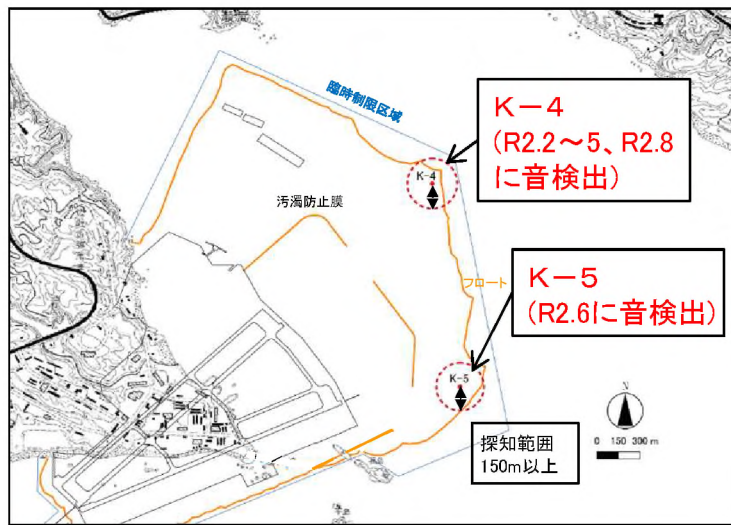 臨時制限区域
K-4
(R2.2~5、R2.8
に音検出)
K-4
汚濁防止膜
フロート
K-5
(R2.6に音検出)
K-5
N
0 150 300 m
探知範囲
150m以上